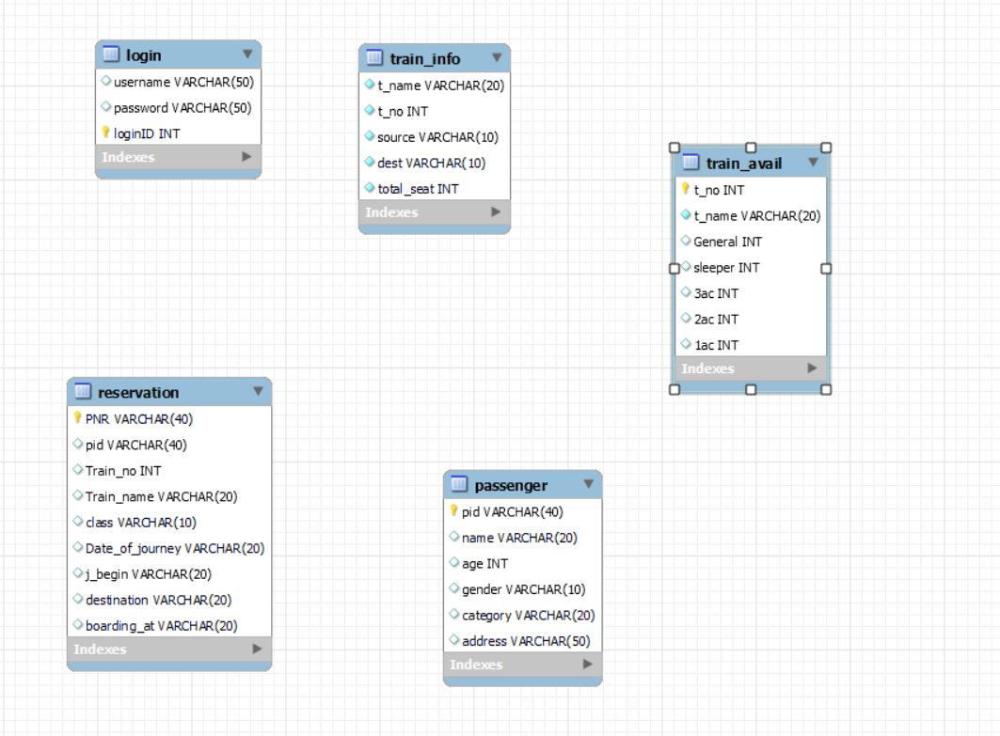 login
username VARCHAR(50)
password VARCHAR(50)
loginID INT
Indexes
train_info
t_name VARCHAR(20)
t_no INT
source VARCHAR(10)
dest VARCHAR(10)
total_seat INT
Indexes
train_avail
t_no INT
t_name VARCHAR(20)
General INT
sleeper INT
3ac INT
2ac INT
1ac INT
Indexes
reservation
PNR VARCHAR(40)
pid VARCHAR(40)
Train_no INT
Train_name VARCHAR(20)
class VARCHAR(10)
Date_of_journey VARCHAR(20)
j_begin VARCHAR(20)
destination VARCHAR(20)
boarding_at VARCHAR(20)
Indexes
passenger
pid VARCHAR(40)
name VARCHAR(20)
age INT
gender VARCHAR(10)
category VARCHAR(20)
address VARCHAR(50)
Indexes